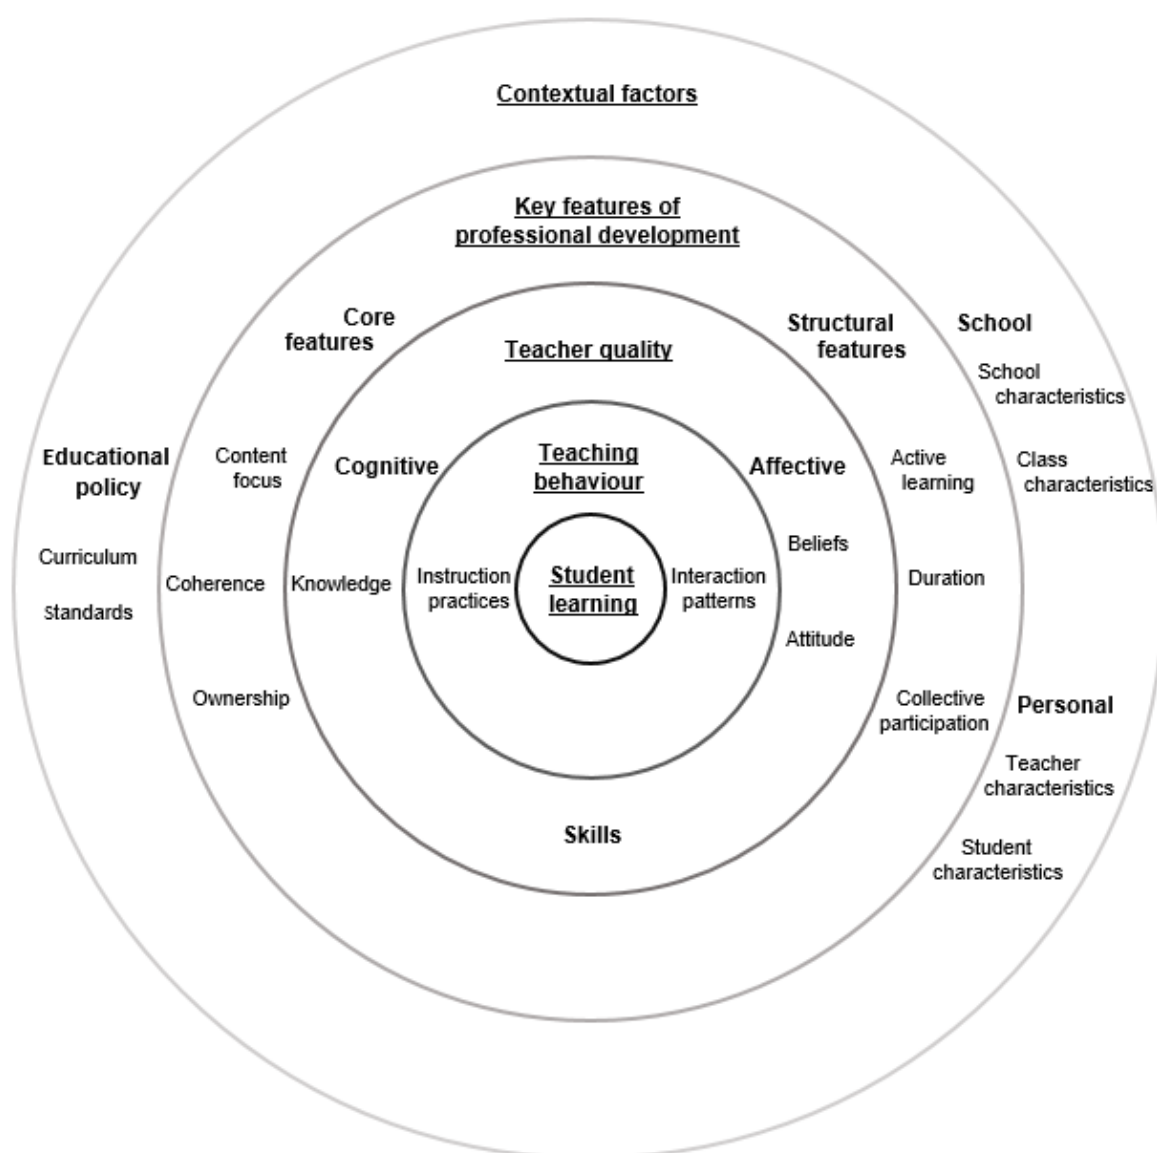 Contextual factors
Key features of
professional development
Core
features
Structural
features
School
School
characteristics
Teacher quality
Educational
policy
Content
focus
Cognitive
Teaching
behaviour
Affective
Active
learning
Class
characteristics
Curriculum
Standards
Coherence
Knowledge
Instruction
practices
Student
learning
Interaction
patterns
Beliefs
Attitude
Duration
Ownership
Collective
participation
Personal
Teacher
characteristics
Skills
Student
characteristics